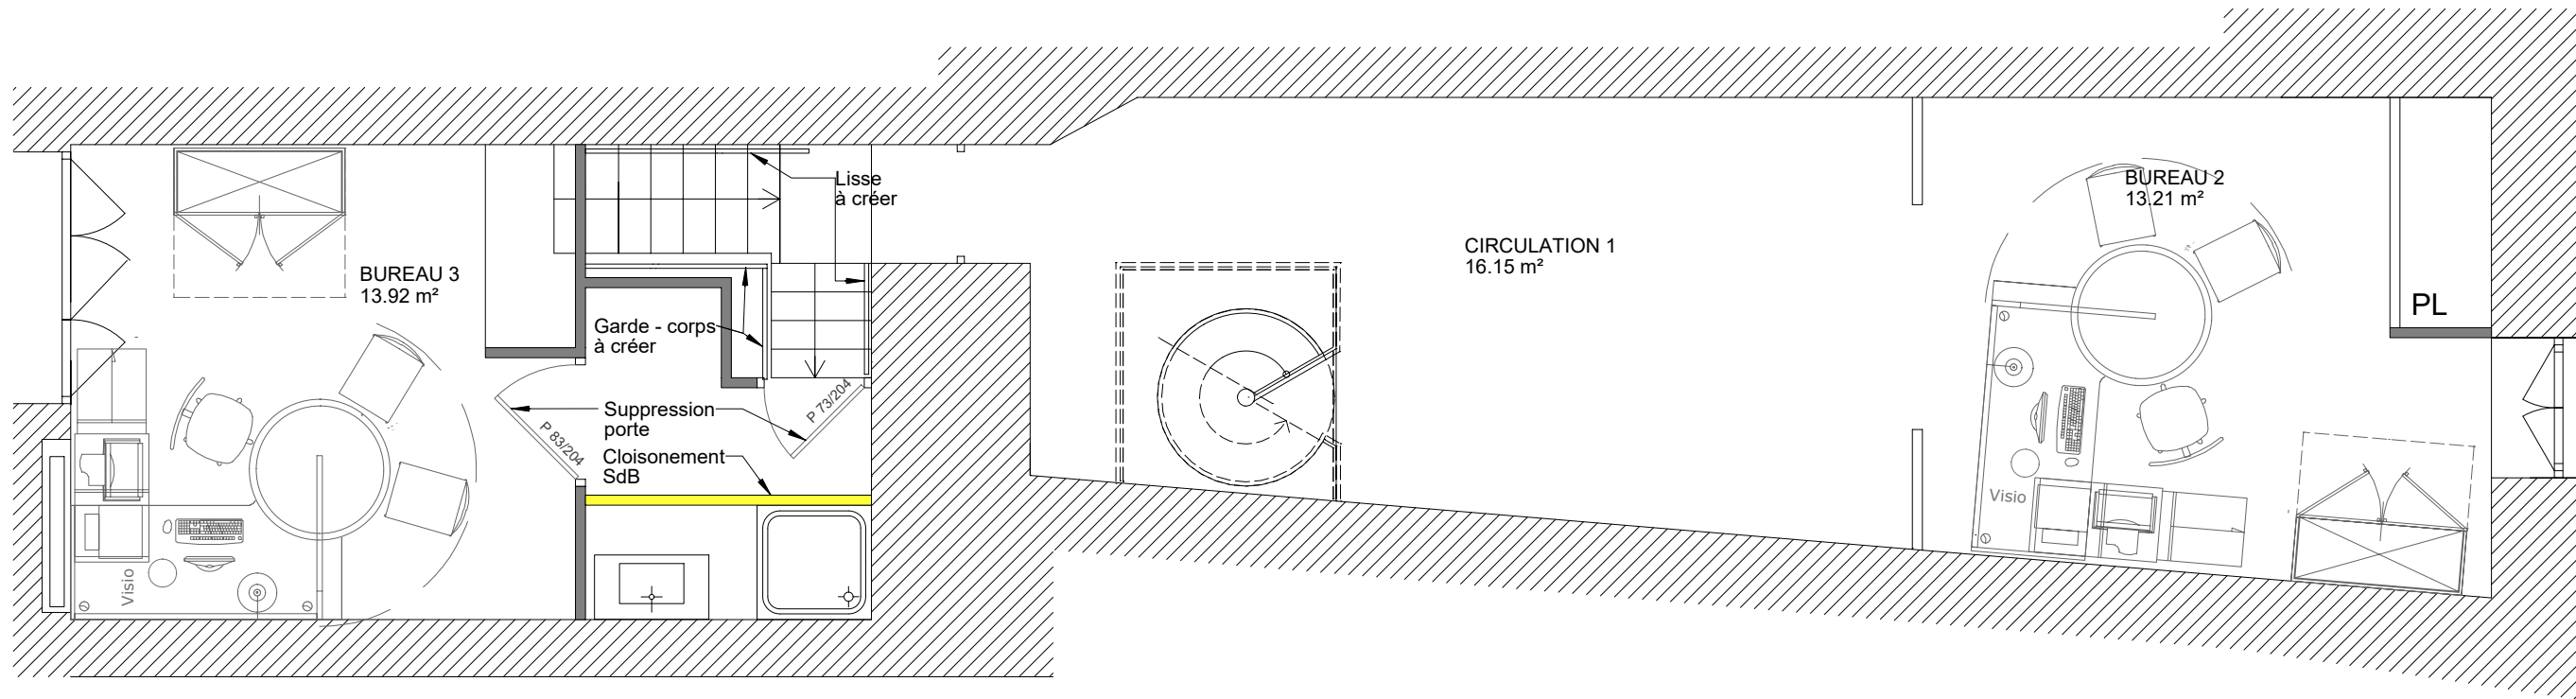 BUREAU 3
13.92 m²
Visio
Lisse
à créer
Garde - corps
à créer
Suppression
porte
P 83/204
P 73/204
Cloisonement
SdB
CIRCULATION 1
16.15 m²
BUREAU 2
13.21 m²
Visio
PL